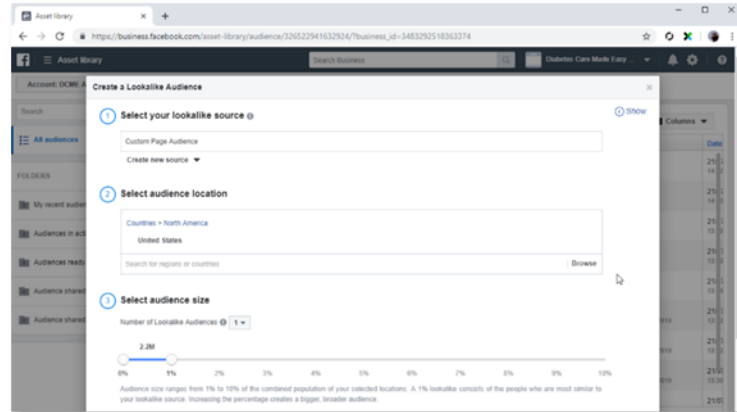 Asset library
https://business.facebook.com/asset-library/audience/326522941632924/?business_id=3483292518363374
Asset library
Search Business
Diabetes Care Made Easy ...
Account: DCME A
Create a Lookalike Audience
Search
1 Select your lookalike source
Show
Columns
Custom Page Audience
All audiences
Create new source
Date
FOLDERS
2 Select audience location
My recent audien
Countries > North America
United States
Audiences in acti
Search for regions or countries
Browse
Audiences ready
3 Select audience size
Audience shared
Number of Lookalike Audiences 1
Audience shared
2.2M
0% 1% 2% 3% 4% 5% 6% 7% 8% 9% 10%
Audience size ranges from 1% to 10% of the combined population of your selected locations. A 1% lookalike consists of the people who are most similar to
your lookalike source. Increasing the percentage creates a bigger, broader audience.